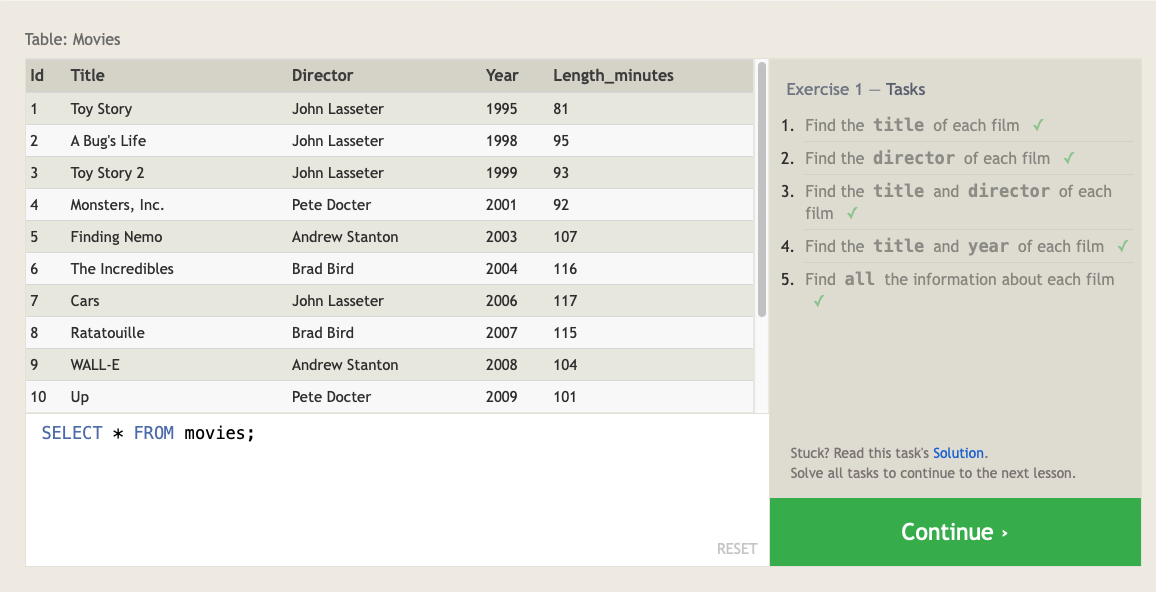 Table: Movies
Id Title Director Year Length_minutes
1 Toy Story John Lasseter 1995 81
2 A Bug's Life John Lasseter 1998 95
3 Toy Story 2 John Lasseter 1999 93
4 Monsters, Inc. Pete Docter 2001 92
5 Finding Nemo Andrew Stanton 2003 107
6 The Incredibles Brad Bird 2004 116
7 Cars John Lasseter 2006 117
8 Ratatouille Brad Bird 2007 115
9 WALL-E Andrew Stanton 2008 104
10 Up Pete Docter 2009 101
SELECT * FROM movies;
RESET
Exercise 1 — Tasks
1. Find the title of each film ✓
2. Find the director of each film ✓
3. Find the title and director of each
film ✓
4. Find the title and year of each film ✓
5. Find all the information about each film
✓
Stuck? Read this task's Solution.
Solve all tasks to continue to the next lesson.
Continue ›